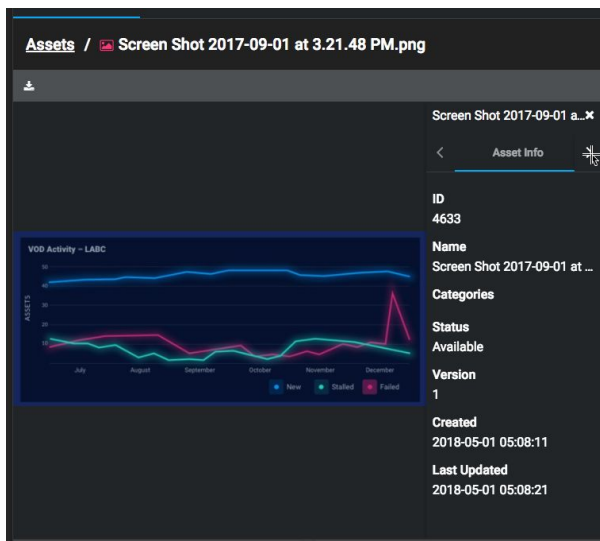 Assets / Screen Shot 2017-09-01 at 3.21.48 PM.png
Screen Shot 2017-09-01 a...
Asset Info
ID
4633
Name
Screen Shot 2017-09-01 at ...
Categories
Status
Available
Version
1
Created
2018-05-01 05:08:11
Last Updated
2018-05-01 05:08:21
VOD Activity – LABC
ASSETS
50
40
30
20
10
July August September October November December
New Stalled Failed